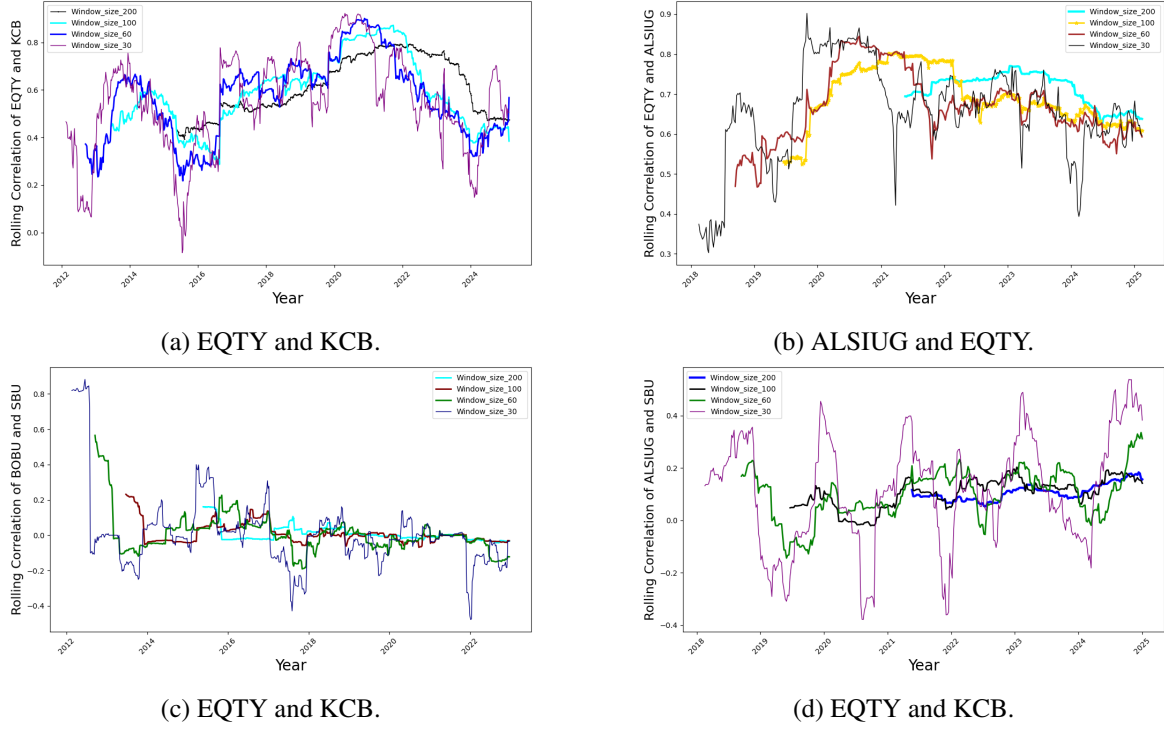 Rolling Correlation of EQTY and KCB
0.8
0.6
0.4
0.2
0.0
Window_size_200
Window_size_100
Window_size_60
Window_size_30
2012
2014
2016
2018
2020
2022
2024
Year
(a) EQTY and KCB.
Rolling Correlation of EQTY and ALSIUG
0.9
0.8
0.7
0.6
0.5
0.4
0.3
Window_size_200
Window_size_100
Window_size_60
Window_size_30
2018
2019
2020
2021
2022
2023
2024
2025
Year
(b) ALSIUG and EQTY.
Rolling Correlation of BOBU and SBU
0.8
0.6
0.4
0.2
0.0
−0.2
−0.4
Window_size_200
Window_size_100
Window_size_60
Window_size_30
2012
2014
2016
2018
2020
2022
Year
(c) EQTY and KCB.
Rolling Correlation of ALSIUG and SBU
0.4
0.2
0.0
−0.2
−0.4
Window_size_200
Window_size_100
Window_size_60
Window_size_30
2018
2019
2020
2021
2022
2023
2024
2025
Year
(d) EQTY and KCB.